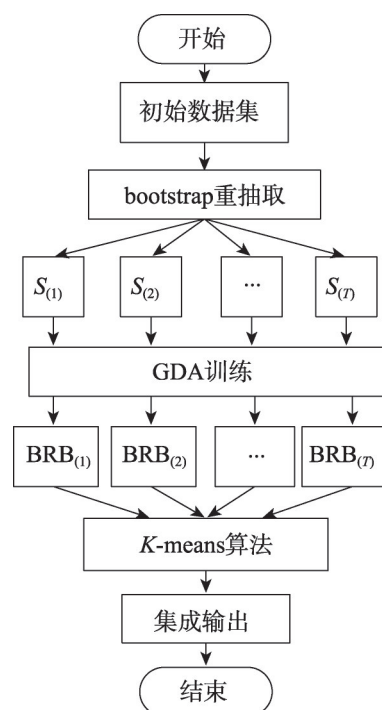 开始
初始数据集
bootstrap重抽取
S(1) S(2) ... S(T)
GDA训练
BRB(1) BRB(2) ... BRB(T)
K-means算法
集成输出
结束